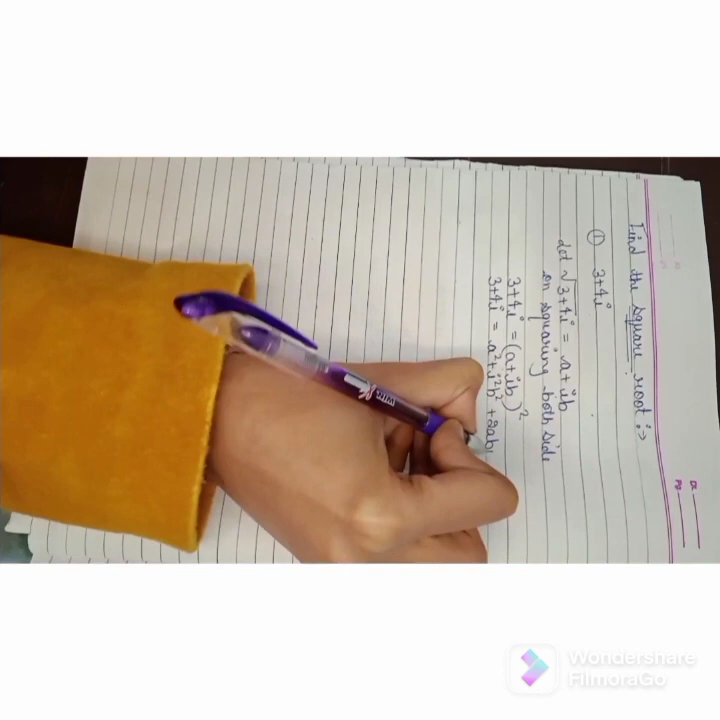 Find the square root :->
① 3+4i
Let √3+4i = a+ib
on squaring both side
3+4i = (a+ib)²
3+4i = a²+i²b²+2abi
Wondershare
FilmoraGo